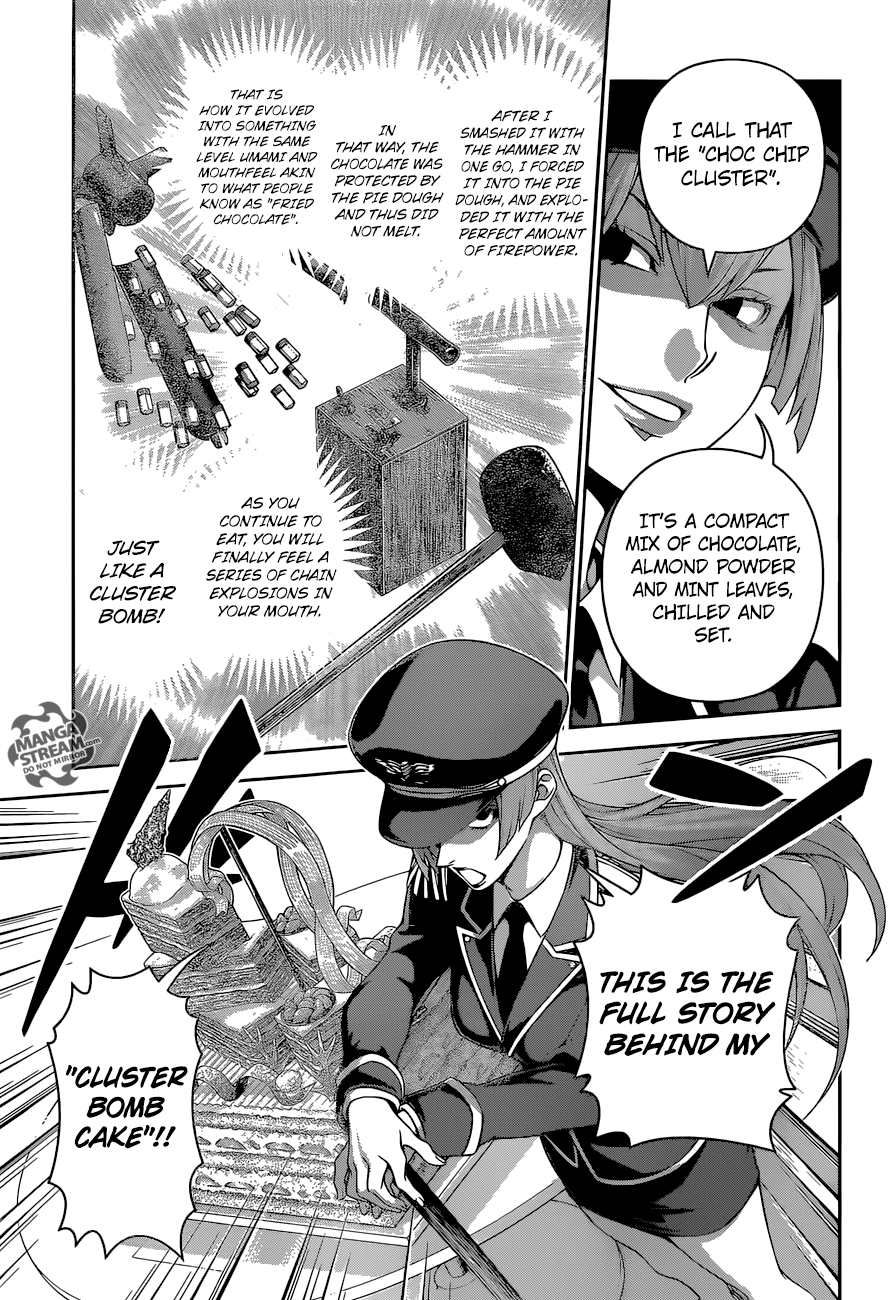 I CALL THAT
THE "CHOC CHIP
CLUSTER".
IT'S A COMPACT
MIX OF CHOCOLATE,
ALMOND POWDER
AND MINT LEAVES,
CHILLED AND
SET.
AFTER I
SMASHED IT WITH
THE HAMMER IN
ONE GO, I FORCED
IT INTO THE PIE
DOUGH, AND EXPLO-
DED IT WITH THE
PERFECT AMOUNT
OF FIREPOWER.
IN
THAT WAY, THE
CHOCOLATE WAS
PROTECTED BY
THE PIE DOUGH
AND THUS DID
NOT MELT.
THAT IS
HOW IT EVOLVED
INTO SOMETHING
WITH THE SAME
LEVEL UMAMI AND
MOUTHFEEL AKIN
TO WHAT PEOPLE
KNOW AS "FRIED
CHOCOLATE".
AS YOU
CONTINUE TO
EAT, YOU WILL
FINALLY FEEL A
SERIES OF CHAIN
EXPLOSIONS IN
YOUR MOUTH.
JUST
LIKE A
CLUSTER
BOMB!
MANGA
STREAM.com
DO NOT MIRROR
THIS IS THE
FULL STORY
BEHIND MY
"CLUSTER
BOMB
CAKE"!!